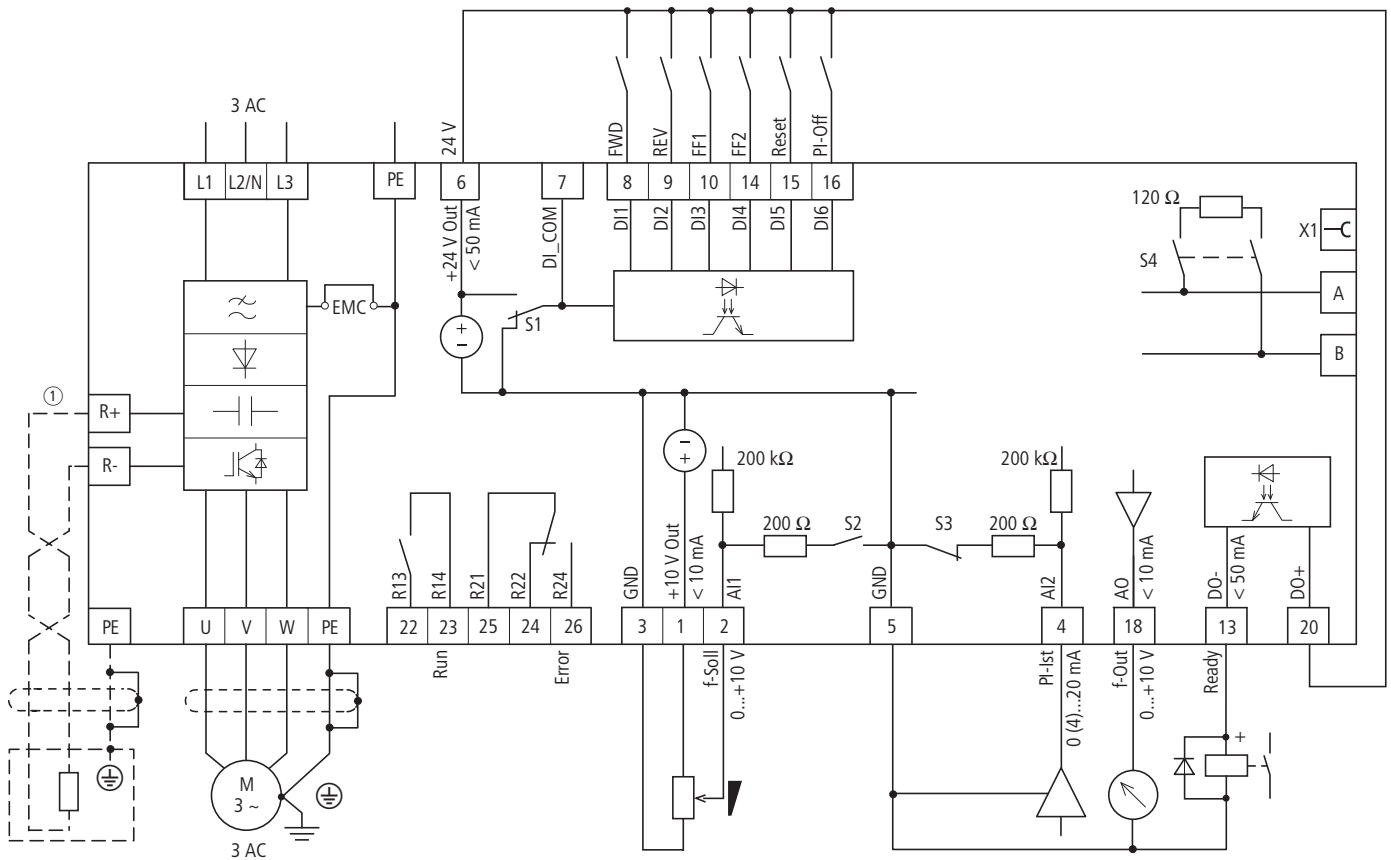 3 AC
24 V
FWD
REV
FF1
FF2
Reset
PI-Off
L1
L2/N
L3
PE
6
7
8
9
10
14
15
16
+24 V Out
< 50 mA
DI_COM
DI1
DI2
DI3
DI4
DI5
DI6
120 Ω
X1
S4
A
B
EMC
+
−
S1
①
R+
R-
−
+
200 kΩ
200 kΩ
200 Ω
S2
S3
200 Ω
R13
R14
R21
R22
R24
GND
+10 V Out
< 10 mA
AI1
GND
AI2
AO
< 10 mA
DO-
< 50 mA
DO+
PE
U
V
W
PE
22
23
25
24
26
3
1
2
5
4
18
13
20
Run
Error
f-Soll
0...+10 V
PI-Ist
0 (4)...20 mA
f-Out
0...+10 V
Ready
+
M
3 ~
3 AC